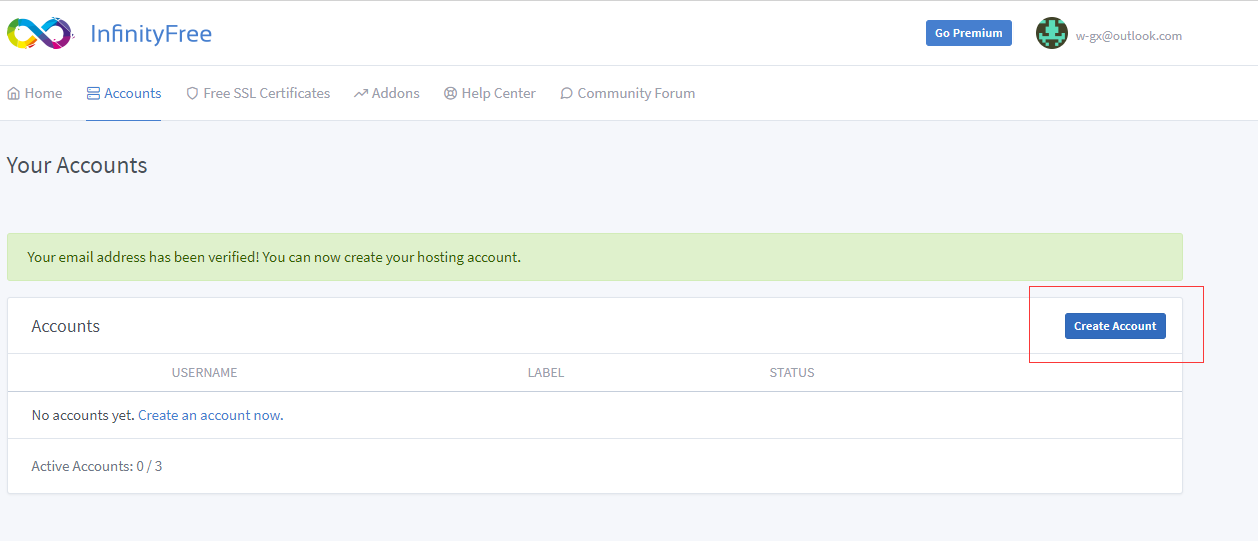 InfinityFree
Go Premium
w-gx@outlook.com
Home
Accounts
Free SSL Certificates
Addons
Help Center
Community Forum
Your Accounts
Your email address has been verified! You can now create your hosting account.
Accounts
Create Account
USERNAME
LABEL
STATUS
No accounts yet. Create an account now.
Active Accounts: 0 / 3